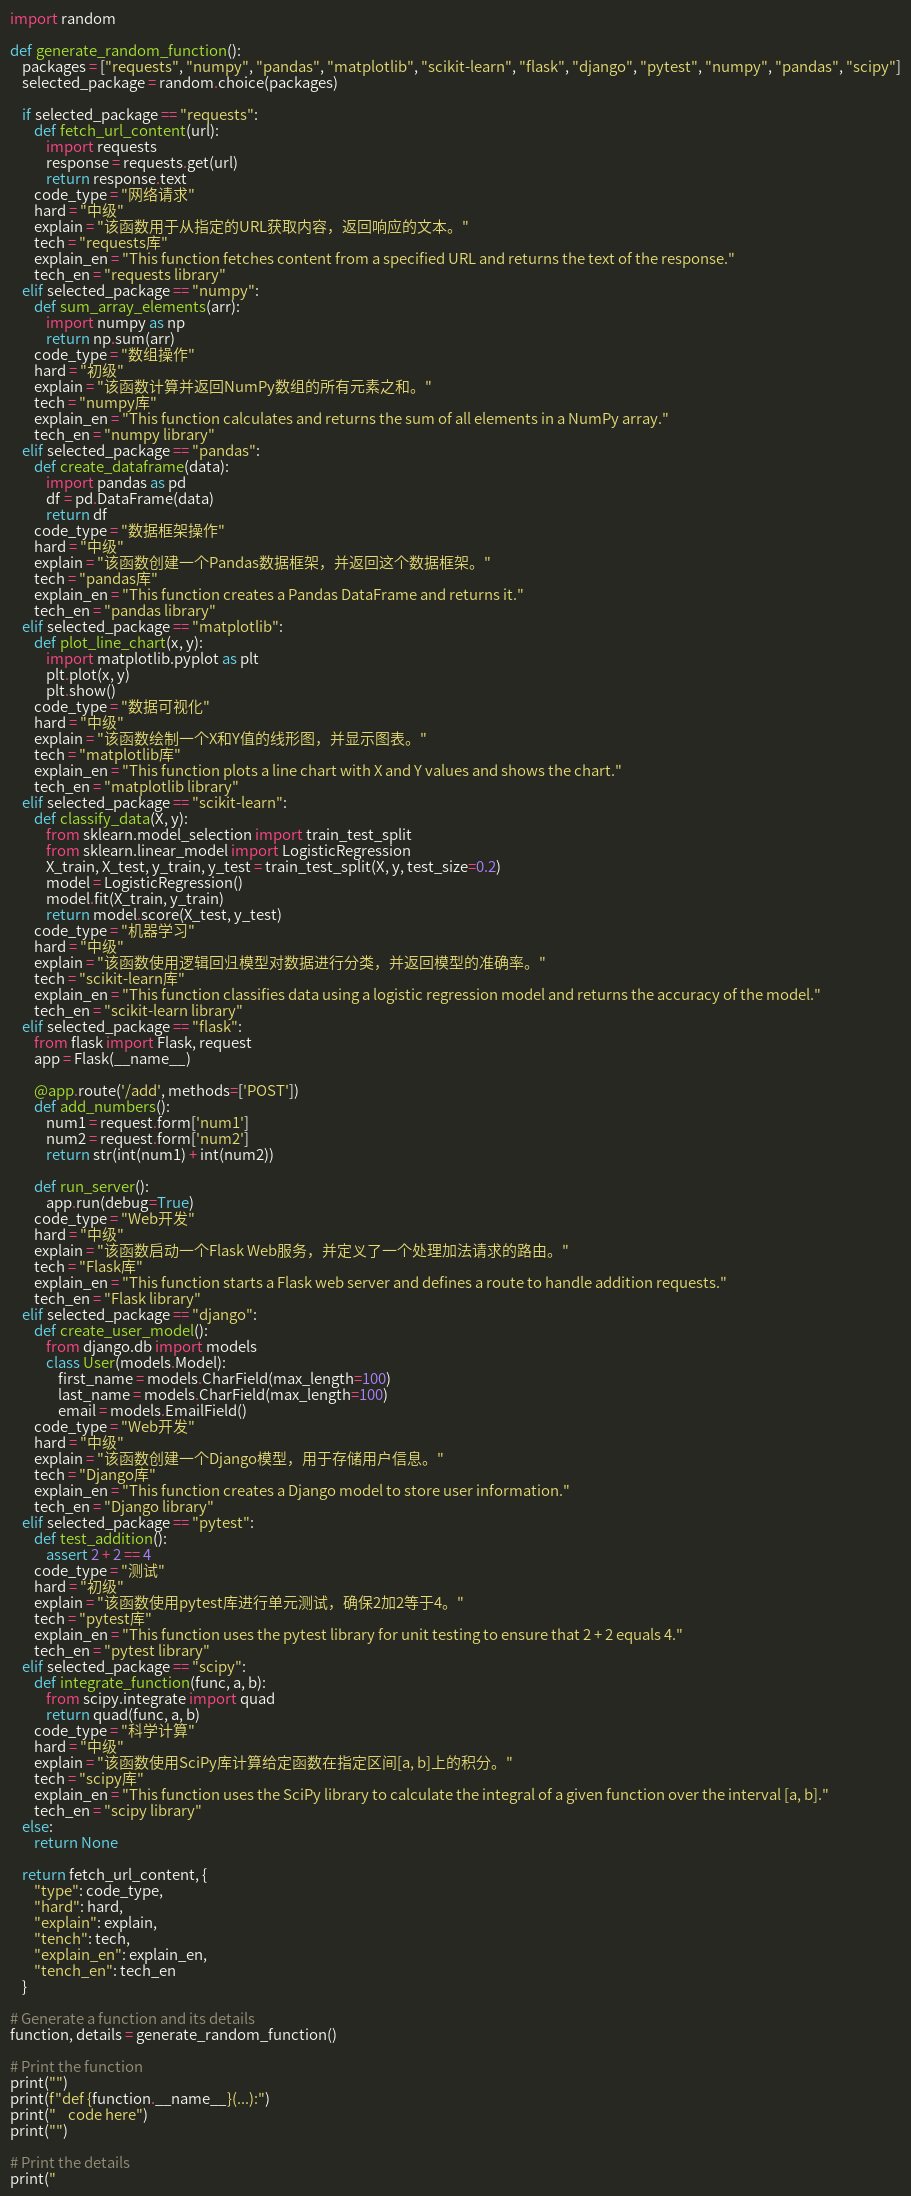 import random

def generate_random_function():
    packages = ["requests", "numpy", "pandas", "matplotlib", "scikit-learn", "flask", "django", "pytest", "numpy", "pandas", "scipy"]
    selected_package = random.choice(packages)

    if selected_package == "requests":
        def fetch_url_content(url):
            import requests
            response = requests.get(url)
            return response.text
        code_type = "网络请求"
        hard = "中级"
        explain = "该函数用于从指定的URL获取内容，返回响应的文本。"
        tech = "requests库"
        explain_en = "This function fetches content from a specified URL and returns the text of the response."
        tech_en = "requests library"
    elif selected_package == "numpy":
        def sum_array_elements(arr):
            import numpy as np
            return np.sum(arr)
        code_type = "数组操作"
        hard = "初级"
        explain = "该函数计算并返回NumPy数组的所有元素之和。"
        tech = "numpy库"
        explain_en = "This function calculates and returns the sum of all elements in a NumPy array."
        tech_en = "numpy library"
    elif selected_package == "pandas":
        def create_dataframe(data):
            import pandas as pd
            df = pd.DataFrame(data)
            return df
        code_type = "数据框架操作"
        hard = "中级"
        explain = "该函数创建一个Pandas数据框架，并返回这个数据框架。"
        tech = "pandas库"
        explain_en = "This function creates a Pandas DataFrame and returns it."
        tech_en = "pandas library"
    elif selected_package == "matplotlib":
        def plot_line_chart(x, y):
            import matplotlib.pyplot as plt
            plt.plot(x, y)
            plt.show()
        code_type = "数据可视化"
        hard = "中级"
        explain = "该函数绘制一个X和Y值的线形图，并显示图表。"
        tech = "matplotlib库"
        explain_en = "This function plots a line chart with X and Y values and shows the chart."
        tech_en = "matplotlib library"
    elif selected_package == "scikit-learn":
        def classify_data(X, y):
            from sklearn.model_selection import train_test_split
            from sklearn.linear_model import LogisticRegression
            X_train, X_test, y_train, y_test = train_test_split(X, y, test_size=0.2)
            model = LogisticRegression()
            model.fit(X_train, y_train)
            return model.score(X_test, y_test)
        code_type = "机器学习"
        hard = "中级"
        explain = "该函数使用逻辑回归模型对数据进行分类，并返回模型的准确率。"
        tech = "scikit-learn库"
        explain_en = "This function classifies data using a logistic regression model and returns the accuracy of the model."
        tech_en = "scikit-learn library"
    elif selected_package == "flask":
        from flask import Flask, request
        app = Flask(__name__)

        @app.route('/add', methods=['POST'])
        def add_numbers():
            num1 = request.form['num1']
            num2 = request.form['num2']
            return str(int(num1) + int(num2))

        def run_server():
            app.run(debug=True)
        code_type = "Web开发"
        hard = "中级"
        explain = "该函数启动一个Flask Web服务，并定义了一个处理加法请求的路由。"
        tech = "Flask库"
        explain_en = "This function starts a Flask web server and defines a route to handle addition requests."
        tech_en = "Flask library"
    elif selected_package == "django":
        def create_user_model():
            from django.db import models
            class User(models.Model):
                first_name = models.CharField(max_length=100)
                last_name = models.CharField(max_length=100)
                email = models.EmailField()
        code_type = "Web开发"
        hard = "中级"
        explain = "该函数创建一个Django模型，用于存储用户信息。"
        tech = "Django库"
        explain_en = "This function creates a Django model to store user information."
        tech_en = "Django library"
    elif selected_package == "pytest":
        def test_addition():
            assert 2 + 2 == 4
        code_type = "测试"
        hard = "初级"
        explain = "该函数使用pytest库进行单元测试，确保2加2等于4。"
        tech = "pytest库"
        explain_en = "This function uses the pytest library for unit testing to ensure that 2 + 2 equals 4."
        tech_en = "pytest library"
    elif selected_package == "scipy":
        def integrate_function(func, a, b):
            from scipy.integrate import quad
            return quad(func, a, b)
        code_type = "科学计算"
        hard = "中级"
        explain = "该函数使用SciPy库计算给定函数在指定区间[a, b]上的积分。"
        tech = "scipy库"
        explain_en = "This function uses the SciPy library to calculate the integral of a given function over the interval [a, b]."
        tech_en = "scipy library"
    else:
        return None

    return fetch_url_content, {
        "type": code_type,
        "hard": hard,
        "explain": explain,
        "tench": tech,
        "explain_en": explain_en,
        "tench_en": tech_en
    }

# Generate a function and its details
function, details = generate_random_function()

# Print the function
print("")
print(f"def {function.__name__}(...):")
print("    code here")
print("")

# Print the details
print("